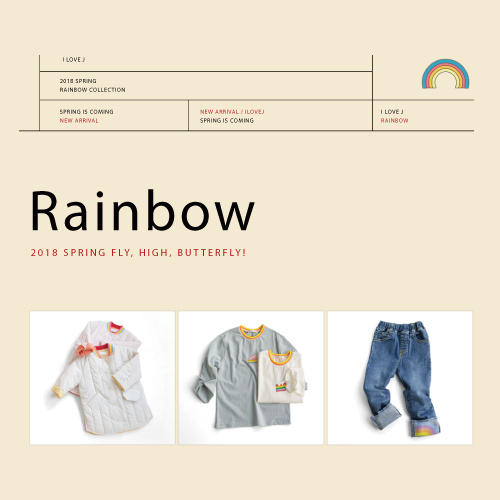 I LOVE J
2018 SPRING
RAINBOW COLLECTION
SPRING IS COMING
NEW ARRIVAL
NEW ARRIVAL / ILOVEJ
SPRING IS COMING
I LOVE J
RAINBOW
Rainbow
2018 SPRING FLY, HIGH, BUTTERFLY!